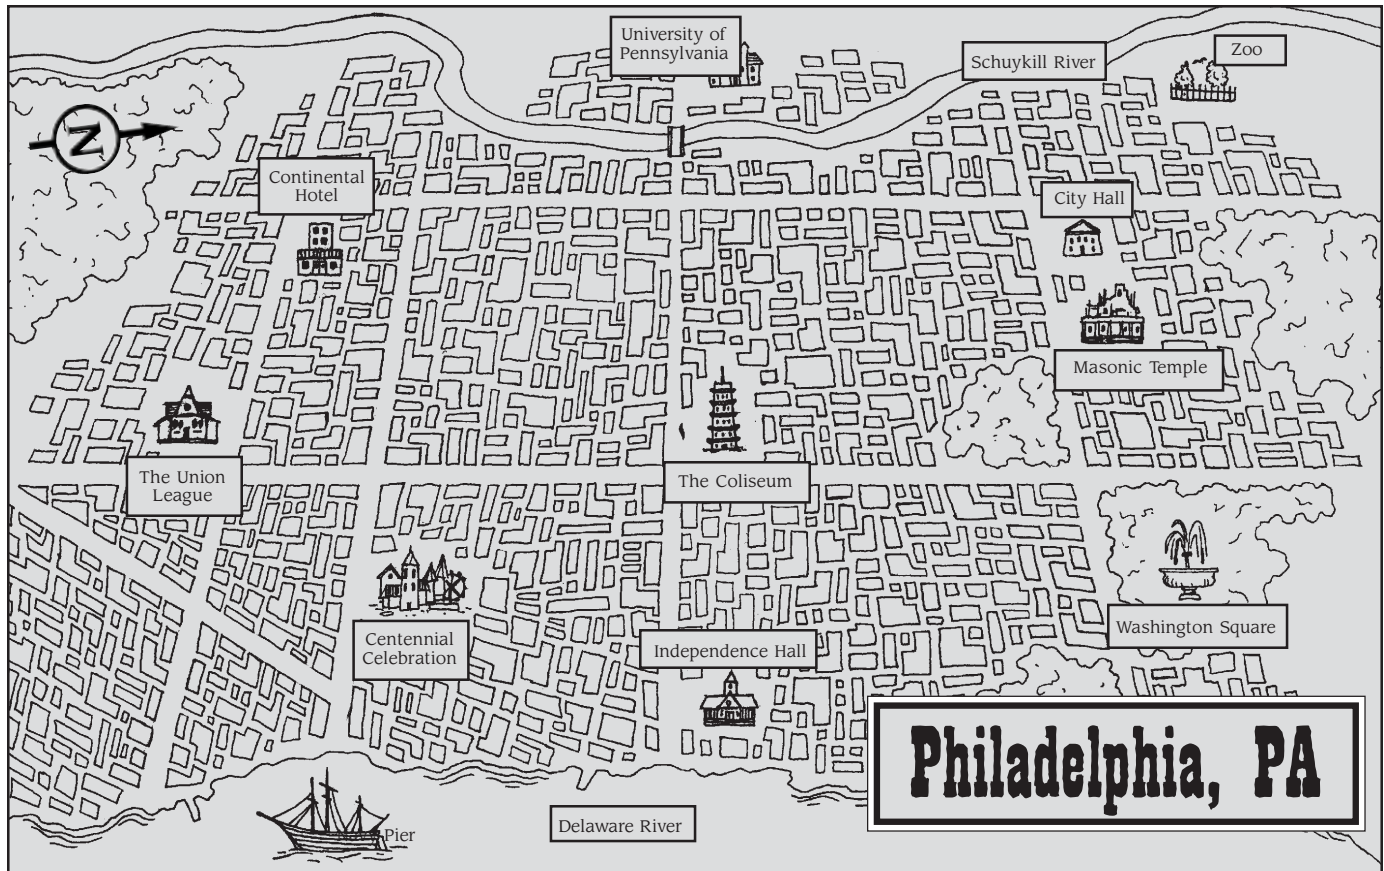 University of
Pennsylvania
Schuykill River
Zoo
N
Continental
Hotel
City Hall
Masonic Temple
The Union
League
The Coliseum
Centennial
Celebration
Independence Hall
Washington Square
Philadelphia, PA
Delaware River
Pier